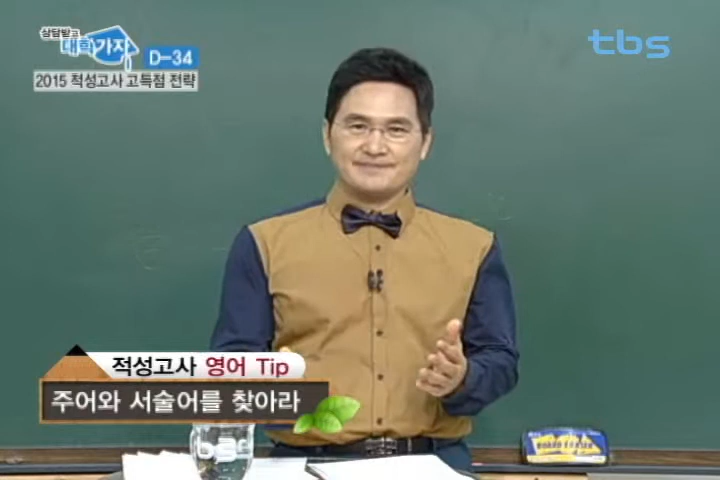 상담받고
대학가자
D-34
2015 적성고사 고득점 전략
tbs
적성고사 영어 Tip
주어와 서술어를 찾아라
tbs